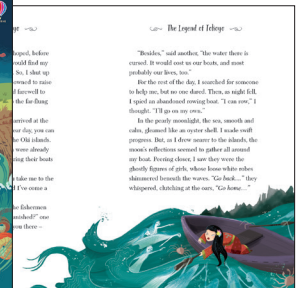 hoped, before
ould find my
So, I shut up
owned to raise
d farewell to
the far-flung
arrived at the
our day, you can
he Oki islands.
were already
ring their boats
take me to the
I've come a
he fishermen
anished?" one
you there –
The Legend of Tokoyo
"Besides," said another, "the water there is
cursed. It would cost us our boats, and most
probably our lives, too."
For the rest of the day, I searched for someone
to help me, but no one dared. Then, as night fell,
I spied an abandoned rowing boat. "I can row," I
thought. "I'll go on my own."
In the pearly moonlight, the sea, smooth and
calm, gleamed like an oyster shell. I made swift
progress. But, as I drew nearer to the islands, the
moon's reflections seemed to gather all around
my boat. Peering closer, I saw they were the
ghostly figures of girls, whose loose white robes
shimmered beneath the waves. "Go back..." they
whispered, clutching at the oars, "Go home..."